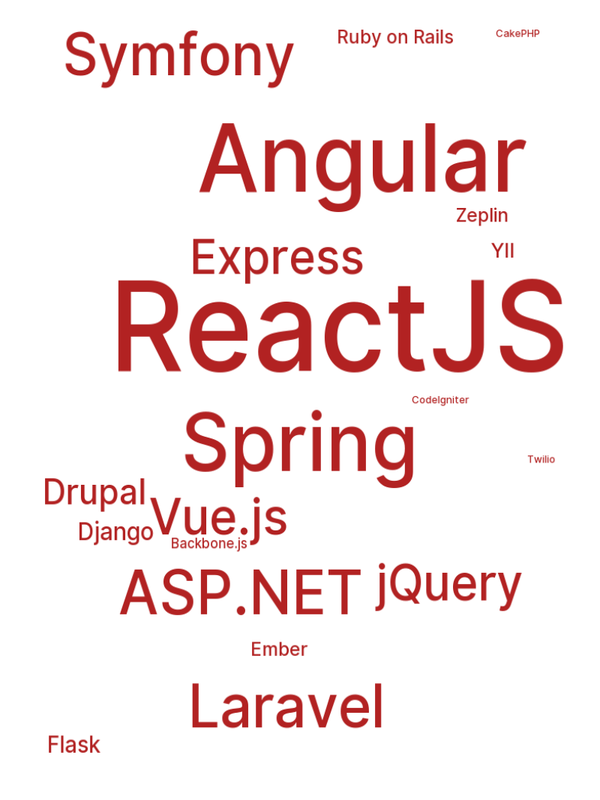 Symfony
Ruby on Rails
CakePHP
Angular
Zeplin
Express
YII
ReactJS
CodeIgniter
Spring
Twilio
Drupal
Vue.js
Django
Backbone.js
ASP.NET
jQuery
Ember
Laravel
Flask